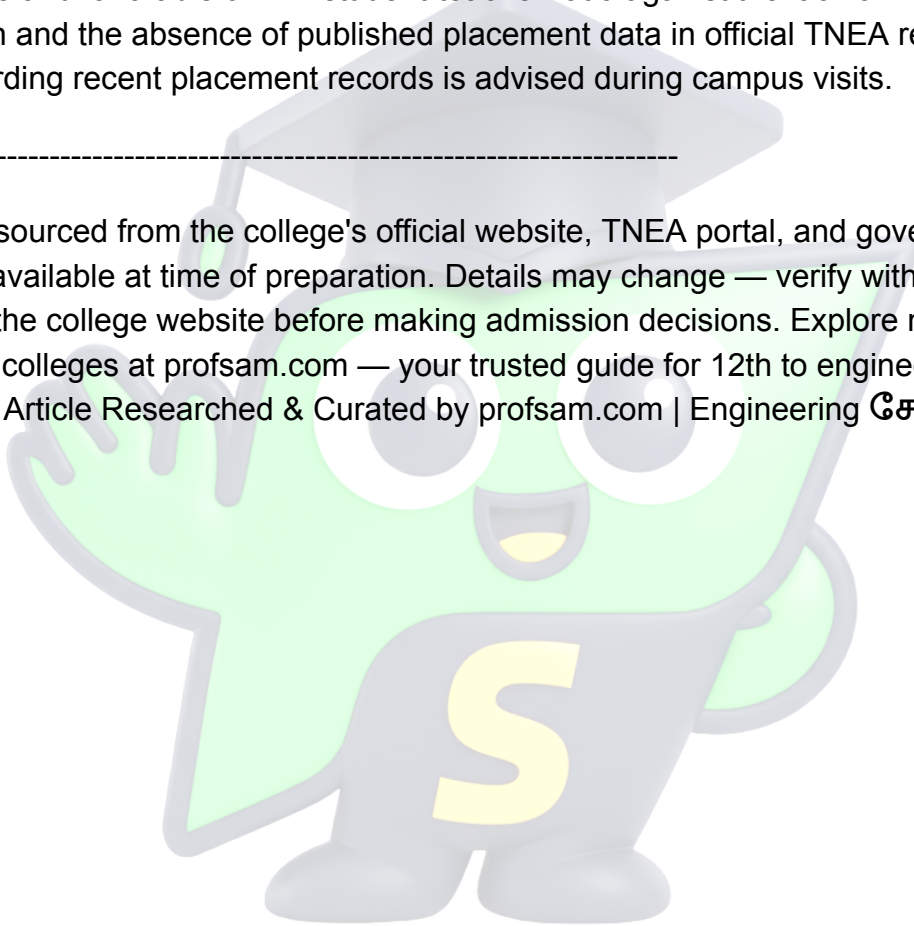 and the absence of published placement data in official TNEA
rding recent placement records is advised during campus visits.
--------------------------------------------------------------
sourced from the college's official website, TNEA portal, and gove
available at time of preparation. Details may change — verify with
the college website before making admission decisions. Explore
colleges at profsam.com — your trusted guide for 12th to enginee
Article Researched & Curated by profsam.com | Engineering சே
S